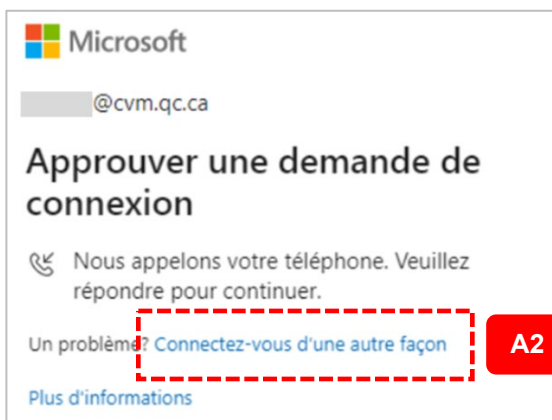 Microsoft
@cvm.qc.ca
Approuver une demande de
connexion
Nous appelons votre téléphone. Veuillez
répondre pour continuer.
Un problème? Connectez-vous d'une autre façon
A2
Plus d'informations